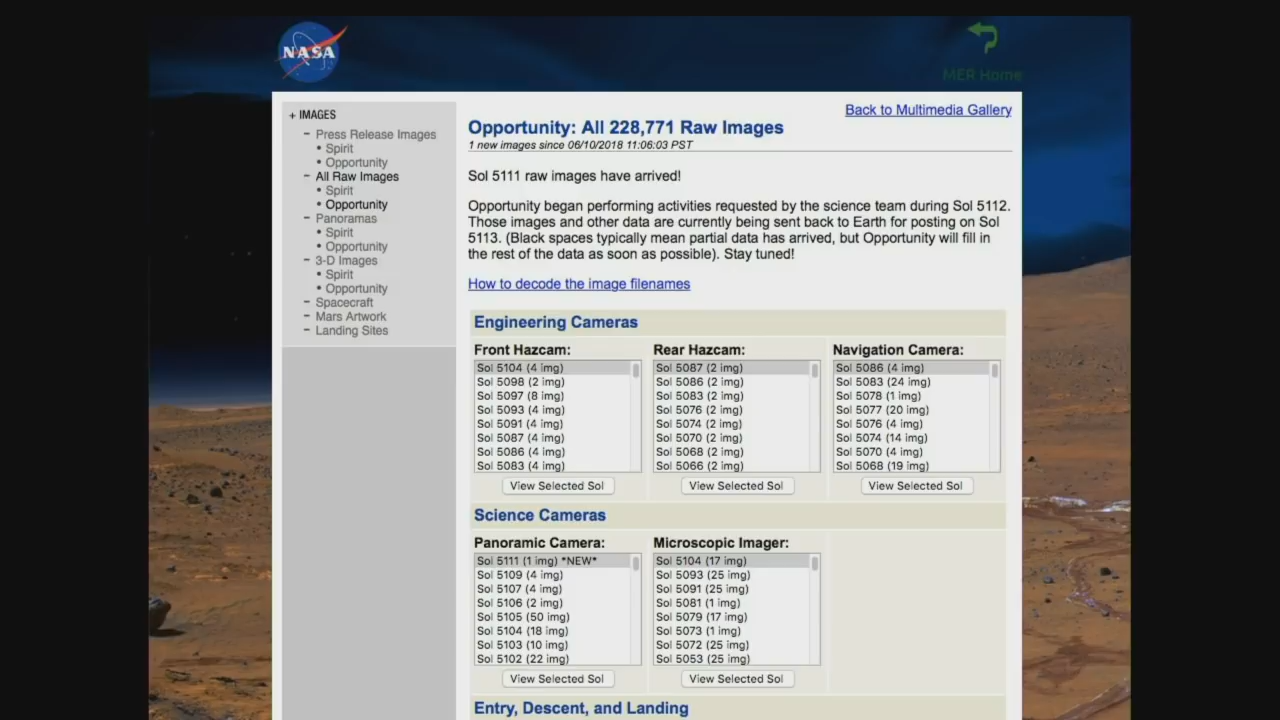 NASA
MER Home
+ IMAGES
– Press Release Images
• Spirit
• Opportunity
– All Raw Images
• Spirit
• Opportunity
– Panoramas
• Spirit
• Opportunity
– 3-D Images
• Spirit
• Opportunity
– Spacecraft
– Mars Artwork
– Landing Sites
Back to Multimedia Gallery
Opportunity: All 228,771 Raw Images
1 new images since 06/10/2018 11:06:03 PST
Sol 5111 raw images have arrived!
Opportunity began performing activities requested by the science team during Sol 5112.
Those images and other data are currently being sent back to Earth for posting on Sol
5113. (Black spaces typically mean partial data has arrived, but Opportunity will fill in
the rest of the data as soon as possible). Stay tuned!
How to decode the image filenames
Engineering Cameras
Front Hazcam:
Sol 5104 (4 img)
Sol 5098 (2 img)
Sol 5097 (8 img)
Sol 5093 (4 img)
Sol 5091 (4 img)
Sol 5087 (4 img)
Sol 5086 (4 img)
Sol 5083 (4 img)
View Selected Sol
Rear Hazcam:
Sol 5087 (2 img)
Sol 5086 (2 img)
Sol 5083 (2 img)
Sol 5076 (2 img)
Sol 5074 (2 img)
Sol 5070 (2 img)
Sol 5068 (2 img)
Sol 5066 (2 img)
View Selected Sol
Navigation Camera:
Sol 5086 (4 img)
Sol 5083 (24 img)
Sol 5078 (1 img)
Sol 5077 (20 img)
Sol 5076 (4 img)
Sol 5074 (14 img)
Sol 5070 (4 img)
Sol 5068 (19 img)
View Selected Sol
Science Cameras
Panoramic Camera:
Sol 5111 (1 img) *NEW*
Sol 5109 (4 img)
Sol 5107 (4 img)
Sol 5106 (2 img)
Sol 5105 (50 img)
Sol 5104 (18 img)
Sol 5103 (10 img)
Sol 5102 (22 img)
View Selected Sol
Microscopic Imager:
Sol 5104 (17 img)
Sol 5093 (25 img)
Sol 5091 (25 img)
Sol 5081 (1 img)
Sol 5079 (17 img)
Sol 5073 (1 img)
Sol 5072 (25 img)
Sol 5053 (25 img)
View Selected Sol
Entry, Descent, and Landing